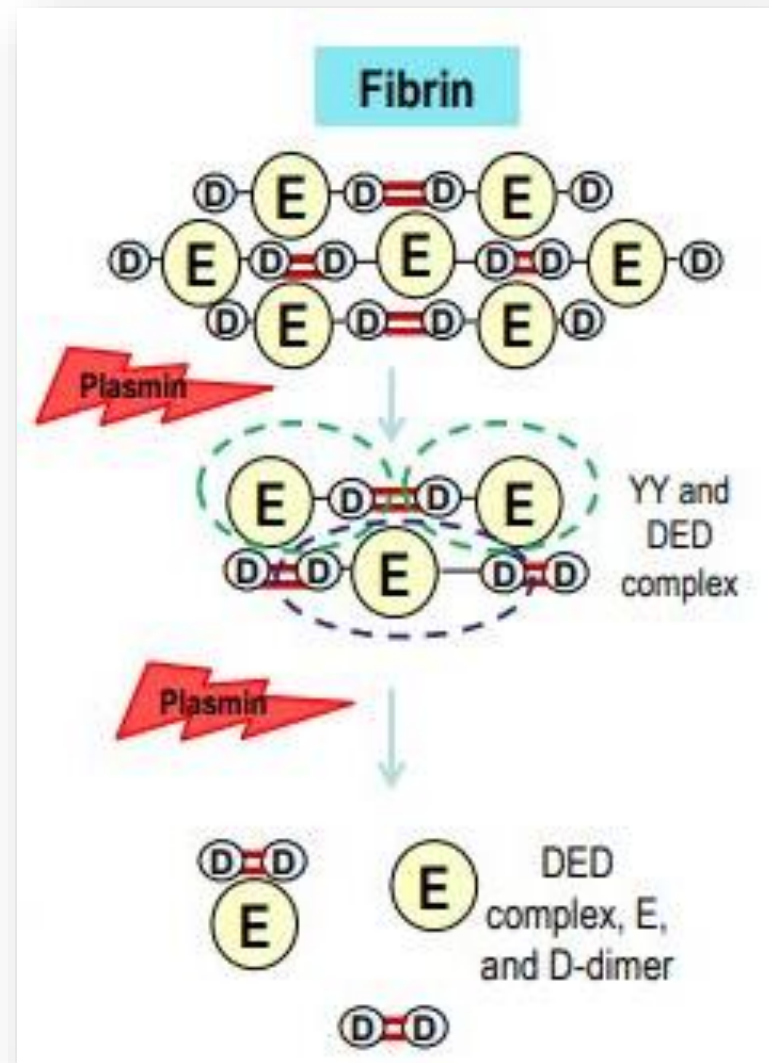 Fibrin
D E D D E D
D E D D E D D E D
D E D D E D
Plasmin
E D D E
YY and
DED
complex
D D E D D
Plasmin
D D
E
E
DED
complex, E,
and D-dimer
D D